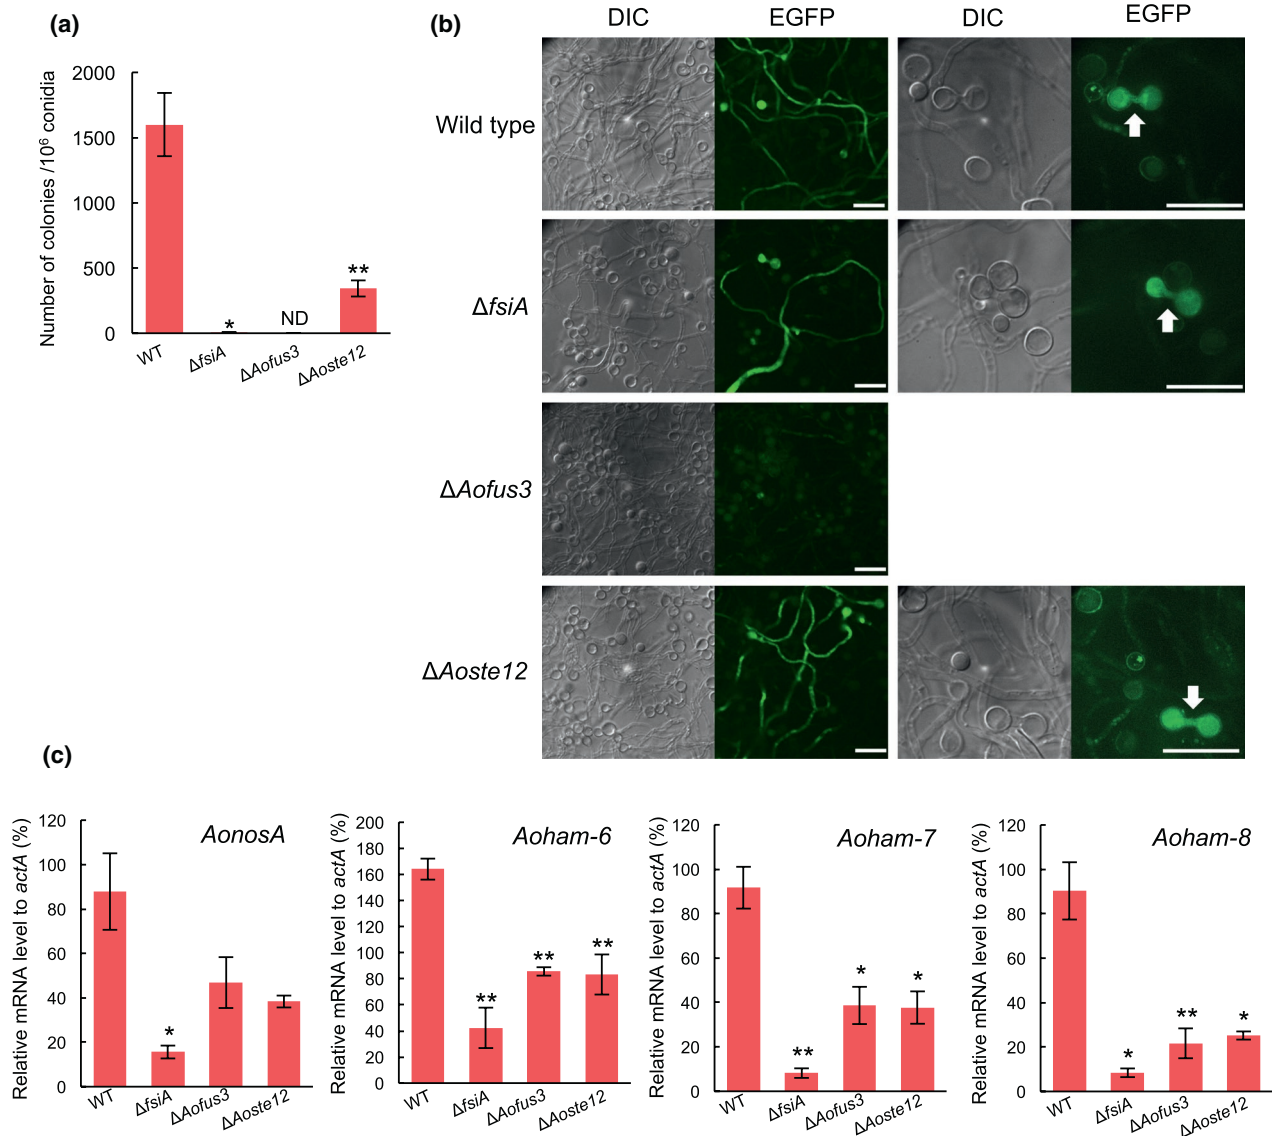 (a)
Number of colonies /10⁶ conidia
2000
1500
1000
500
0
*
ND
**
WT
ΔfsiA
ΔAofus3
ΔAoste12
(b)
DIC
EGFP
DIC
EGFP
Wild type
ΔfsiA
ΔAofus3
ΔAoste12
(c)
Relative mRNA level to actA (%)
120
100
80
60
40
20
0
AonosA
*
WT
ΔfsiA
ΔAofus3
ΔAoste12
Relative mRNA level to actA (%)
200
180
160
140
120
100
80
60
40
20
0
Aoham-6
**
**
**
WT
ΔfsiA
ΔAofus3
ΔAoste12
Relative mRNA level to actA (%)
120
100
80
60
40
20
0
Aoham-7
**
*
*
WT
ΔfsiA
ΔAofus3
ΔAoste12
Relative mRNA level to actA (%)
120
100
80
60
40
20
0
Aoham-8
*
**
*
WT
ΔfsiA
ΔAofus3
ΔAoste12